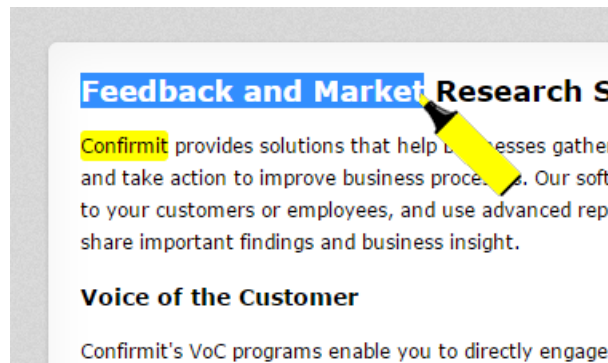 Feedback and Market Research S
Confirmit provides solutions that help gather
and take action to improve business Our soft
to your customers or employees, and use advanced rep
share important findings and business insight.
Voice of the Customer
Confirmit's VoC programs enable you to directly engage